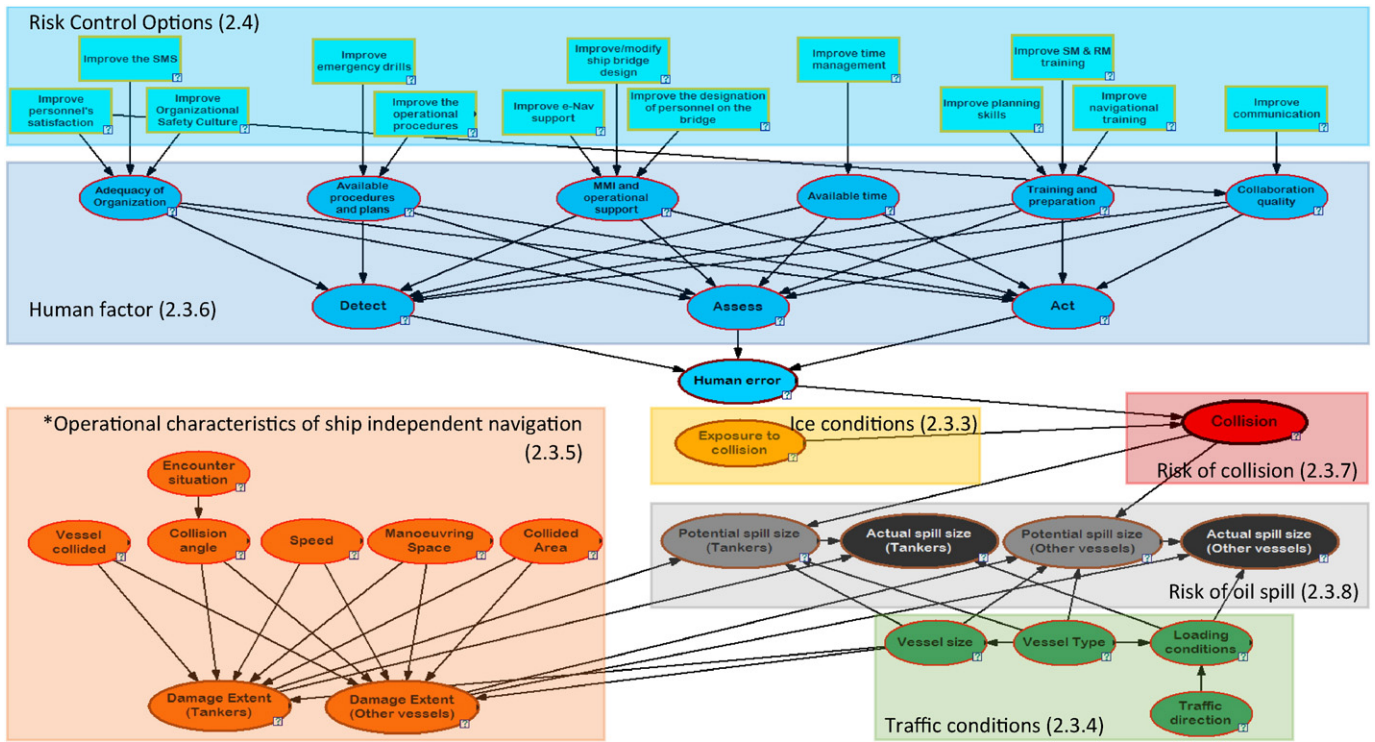 Risk Control Options (2.4)
Improve the SMS
Improve
emergency drills
Improve/modify
ship bridge
design
Improve time
management
Improve SM & RM
training
Improve
personnel's
satisfaction
Improve
Organizational
Safety Culture
Improve the
operational
procedures
Improve e-Nav
support
Improve the designation
of personnel on the
bridge
Improve planning
skills
Improve
navigational
training
Improve
communication
Adequacy of
Organization
Available
procedures
and plans
MMI and
operational
support
Available time
Training and
preparation
Collaboration
quality
Detect
Assess
Act
Human factor (2.3.6)
Human error
*Operational characteristics of ship independent navigation
(2.3.5)
Ice conditions (2.3.3)
Exposure to
collision
Collision
Risk of collision (2.3.7)
Encounter
situation
Vessel
collided
Collision
angle
Speed
Manoeuvring
Space
Collided
Area
Potential spill size
(Tankers)
Actual spill size
(Tankers)
Potential spill size
(Other vessels)
Actual spill size
(Other vessels)
Risk of oil spill (2.3.8)
Vessel size
Vessel Type
Loading
conditions
Damage Extent
(Tankers)
Damage Extent
(Other vessels)
Traffic
direction
Traffic conditions (2.3.4)